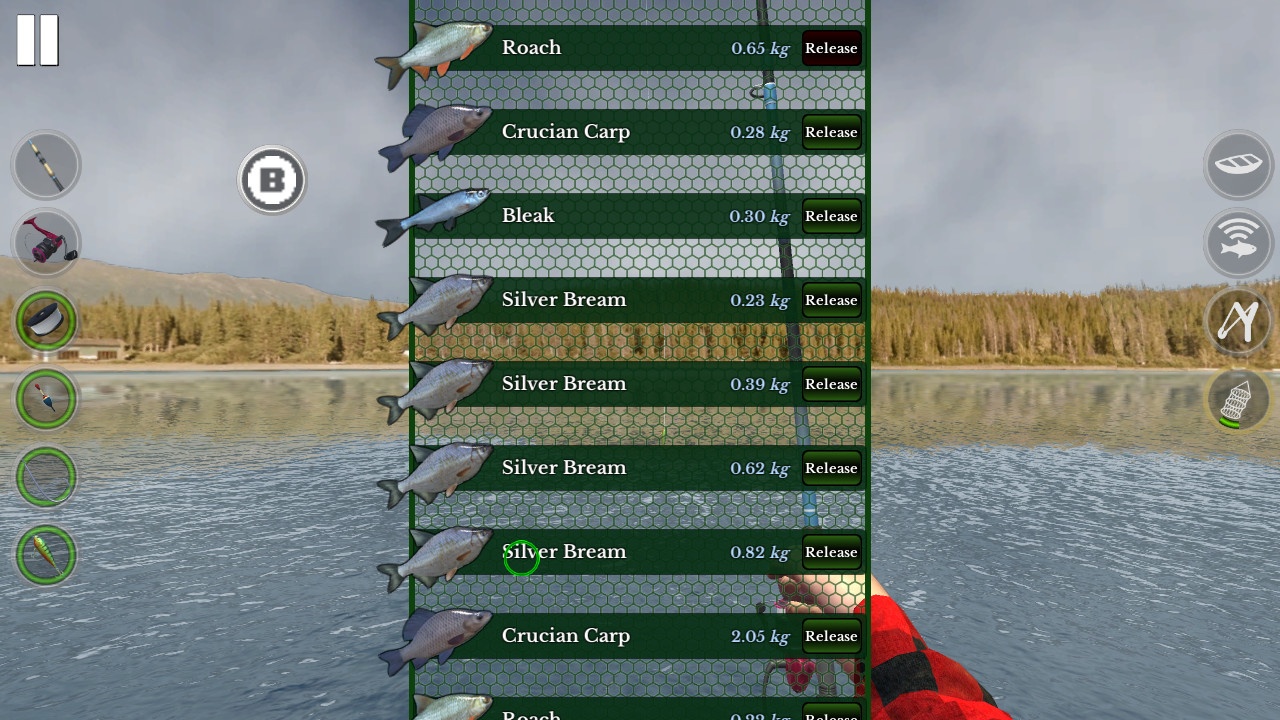 Roach 0.65 kg Release
B
Crucian Carp 0.28 kg Release
Bleak 0.30 kg Release
Silver Bream 0.23 kg Release
Silver Bream 0.39 kg Release
Silver Bream 0.62 kg Release
Silver Bream 0.82 kg Release
Crucian Carp 2.05 kg Release
Roach kg Release